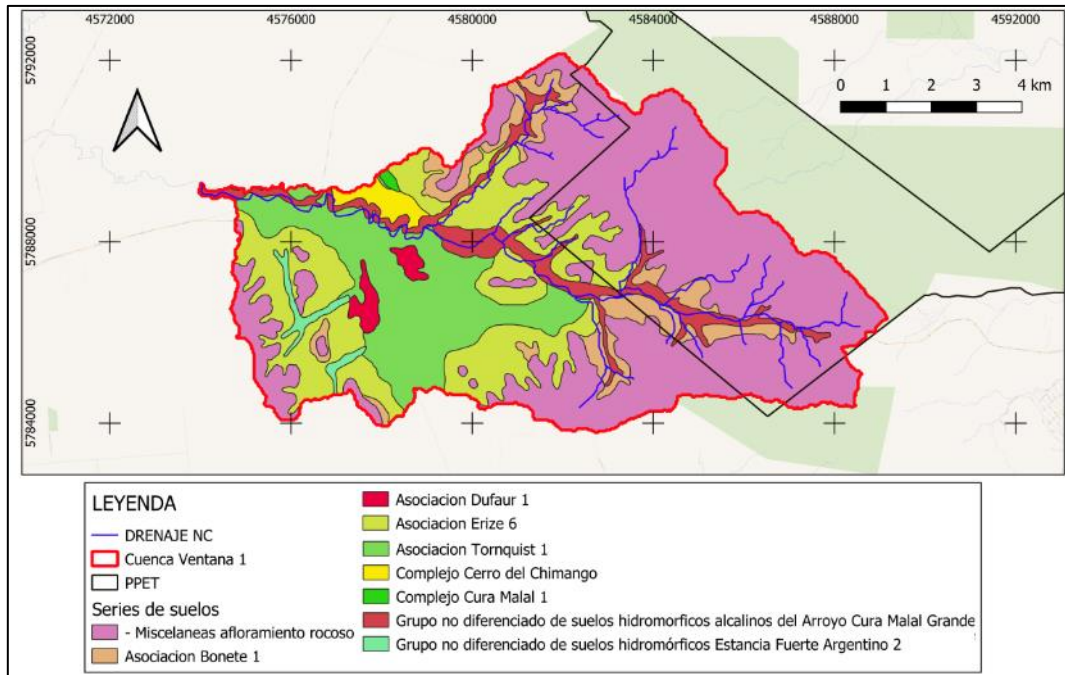 4572000 4576000 4580000 4584000 4588000 4592000
5792000
0 1 2 3 4 km
5788000
5784000
LEYENDA
DRENAJE NC
Cuenca Ventana 1
PPET
Series de suelos
- Miscelaneas afloramiento rocoso
Asociacion Bonete 1
Asociacion Dufaur 1
Asociacion Erize 6
Asociacion Tornquist 1
Complejo Cerro del Chimango
Complejo Cura Malal 1
Grupo no diferenciado de suelos hidromorficos alcalinos del Arroyo Cura Malal Grande
Grupo no diferenciado de suelos hidromórficos Estancia Fuerte Argentino 2